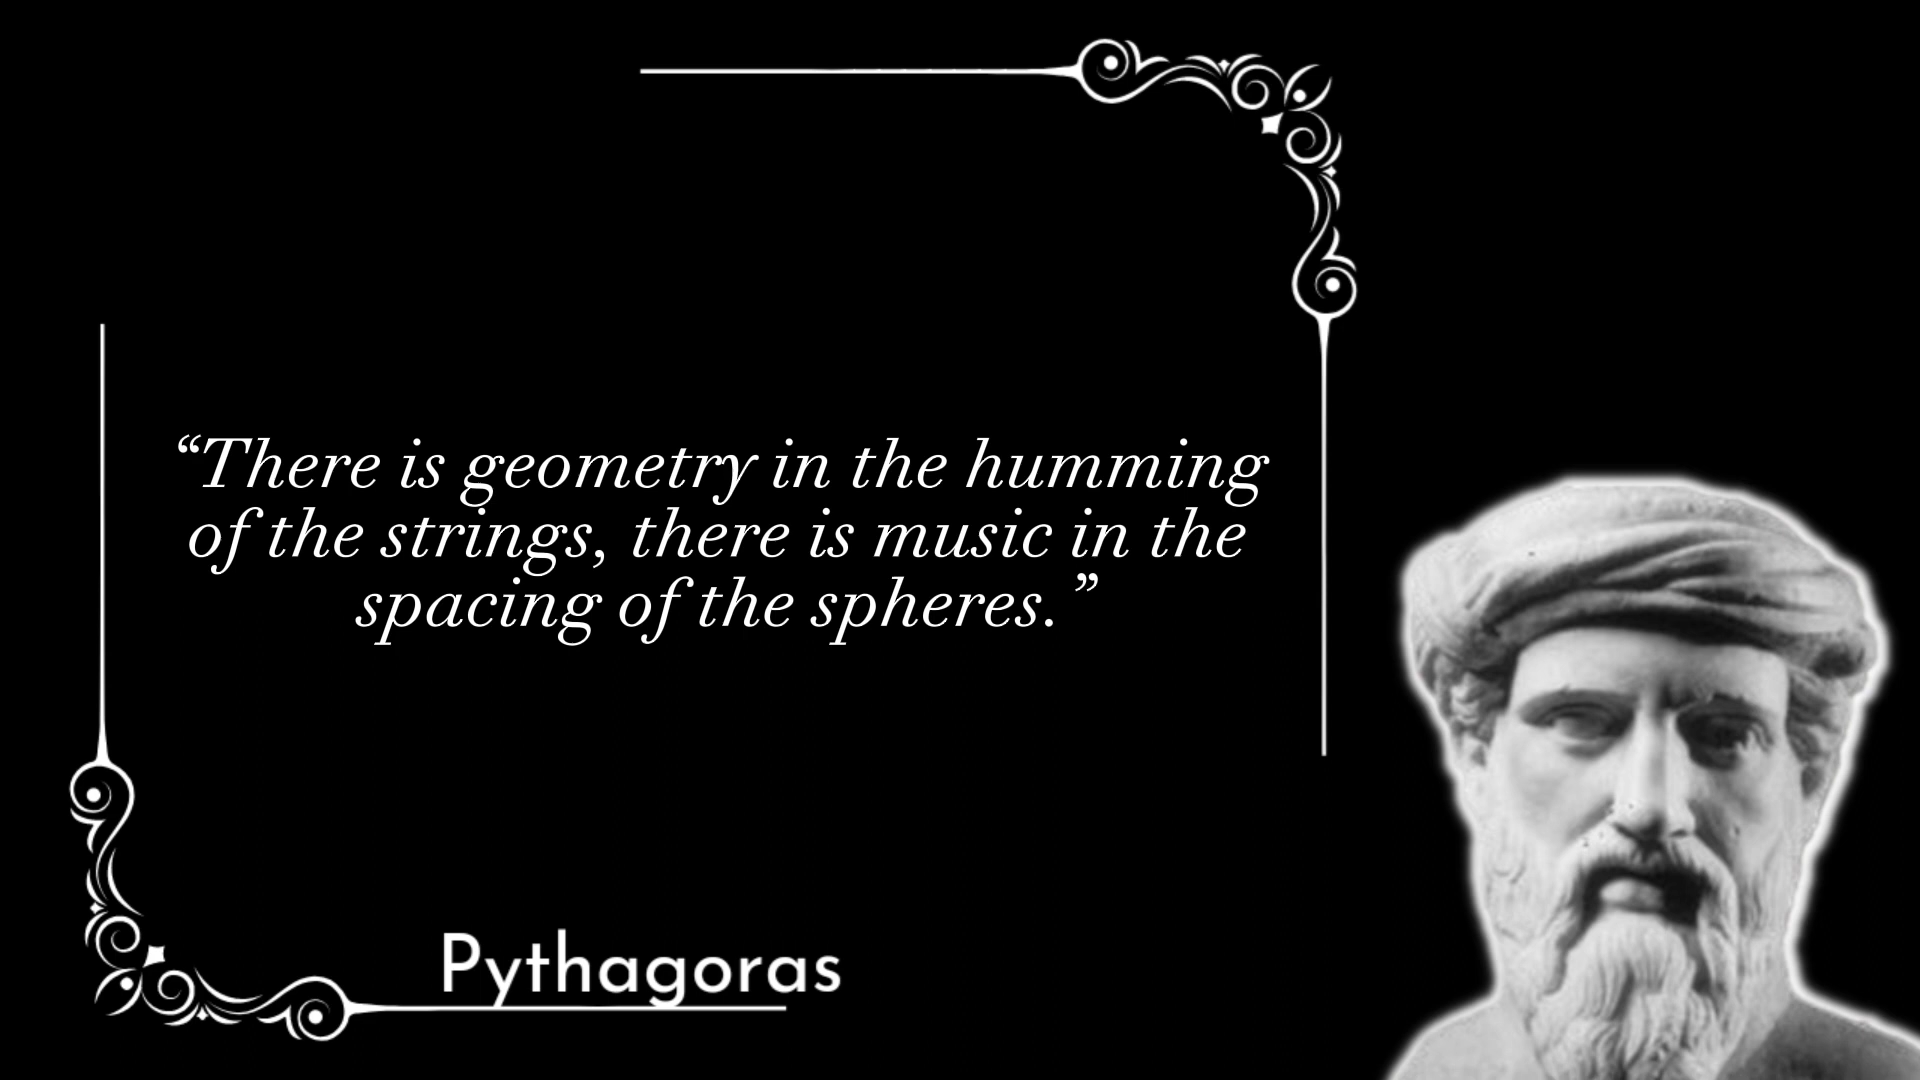 “There is geometry in the humming
of the strings, there is music in the
spacing of the spheres.”
Pythagoras